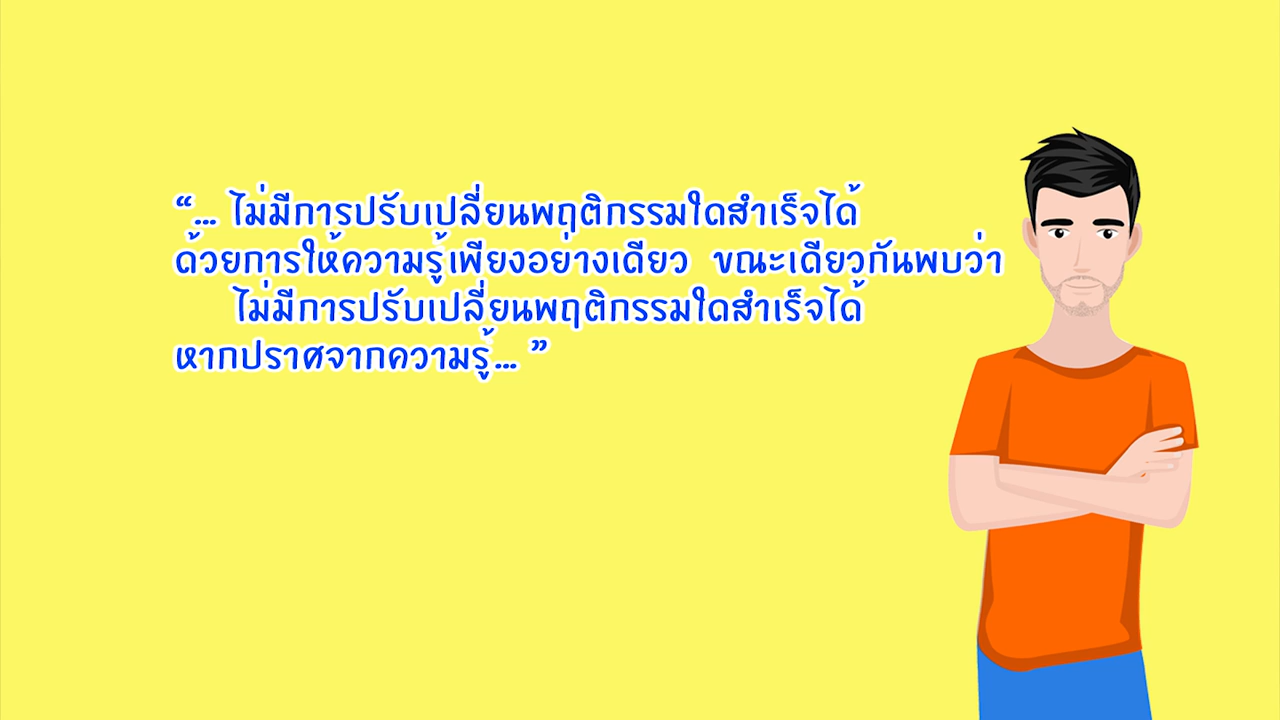 “... ไม่มีการปรับเปลี่ยนพฤติกรรมใดสำเร็จได้
ด้วยการให้ความรู้เพียงอย่างเดียว ขณะเดียวกันพบว่า
ไม่มีการปรับเปลี่ยนพฤติกรรมใดสำเร็จได้
หากปราศจากความรู้... ”